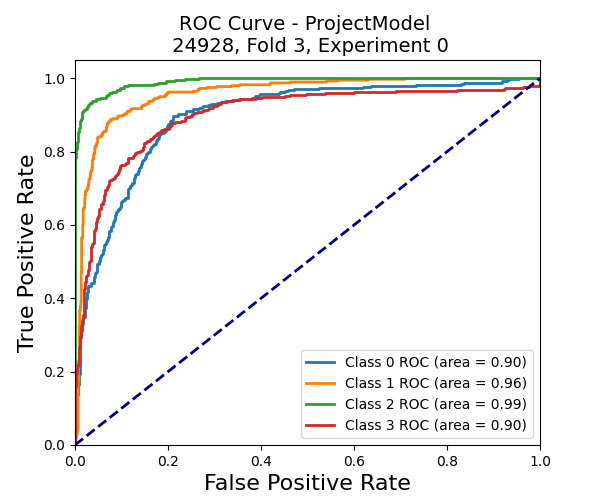 ROC Curve - ProjectModel
24928, Fold 3, Experiment 0
True Positive Rate
1.0
0.8
0.6
0.4
0.2
0.0
0.0 0.2 0.4 0.6 0.8 1.0
False Positive Rate
Class 0 ROC (area = 0.90)
Class 1 ROC (area = 0.96)
Class 2 ROC (area = 0.99)
Class 3 ROC (area = 0.90)